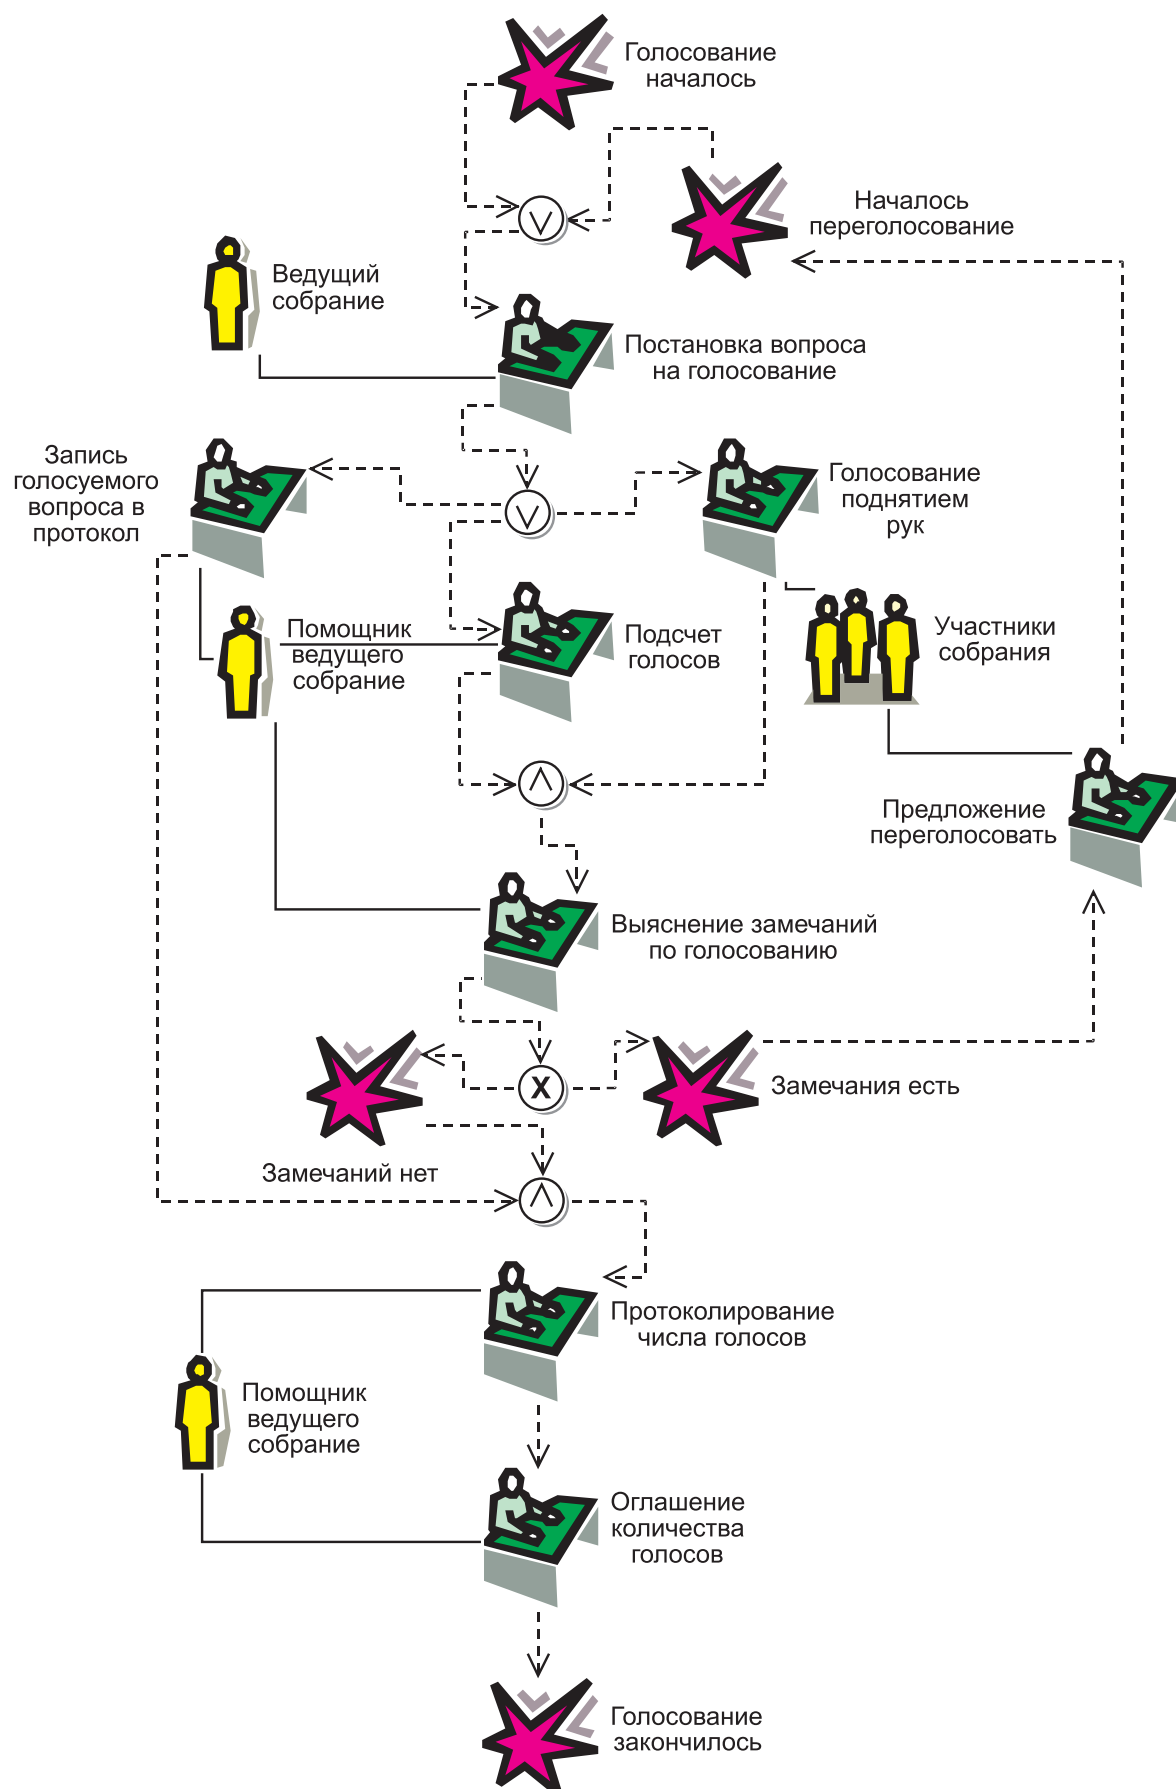 Голосование
началось
Началось
переголосование
Ведущий
собрание
Постановка вопроса
на голосование
Запись
голосуемого
вопроса в
протокол
Голосование
поднятием
рук
Помощник
ведущего
собрание
Подсчет
голосов
Участники
собрания
Предложение
переголосовать
Выяснение замечаний
по голосованию
X
Замечания есть
Замечаний нет
Протоколирование
числа голосов
Помощник
ведущего
собрание
Оглашение
количества
голосов
Голосование
закончилось